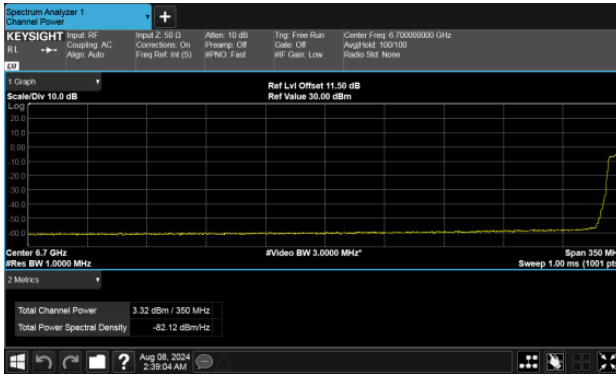 Spectrum Analyzer 1
Channel Power
+
KEYSIGHT Input: RF Input Z: 50 Ω Atten: 10 dB Trig: Free Run Center Freq: 6.700000000 GHz
R L Coupling: AC Corrections: On Preamp: Off Gate: Off Avg|Hold: 100/100
Align: Auto Freq Ref: Int (S) #PNO: Fast #IF Gain: Low Radio Std: None
LXI
1 Graph
Scale/Div 10.0 dB Ref Lvl Offset 11.50 dB
Ref Value 30.00 dBm
Log
20.0
10.0
0.00
-10.0
-20.0
-30.0
-40.0
-50.0
-60.0
Center 6.7 GHz #Video BW 3.0000 MHz* Span 350 MH
#Res BW 1.0000 MHz Sweep 1.00 ms (1001 pts
2 Metrics
Total Channel Power 3.32 dBm / 350 MHz
Total Power Spectral Density -82.12 dBm/Hz
? Aug 08, 2024
2:39:04 AM